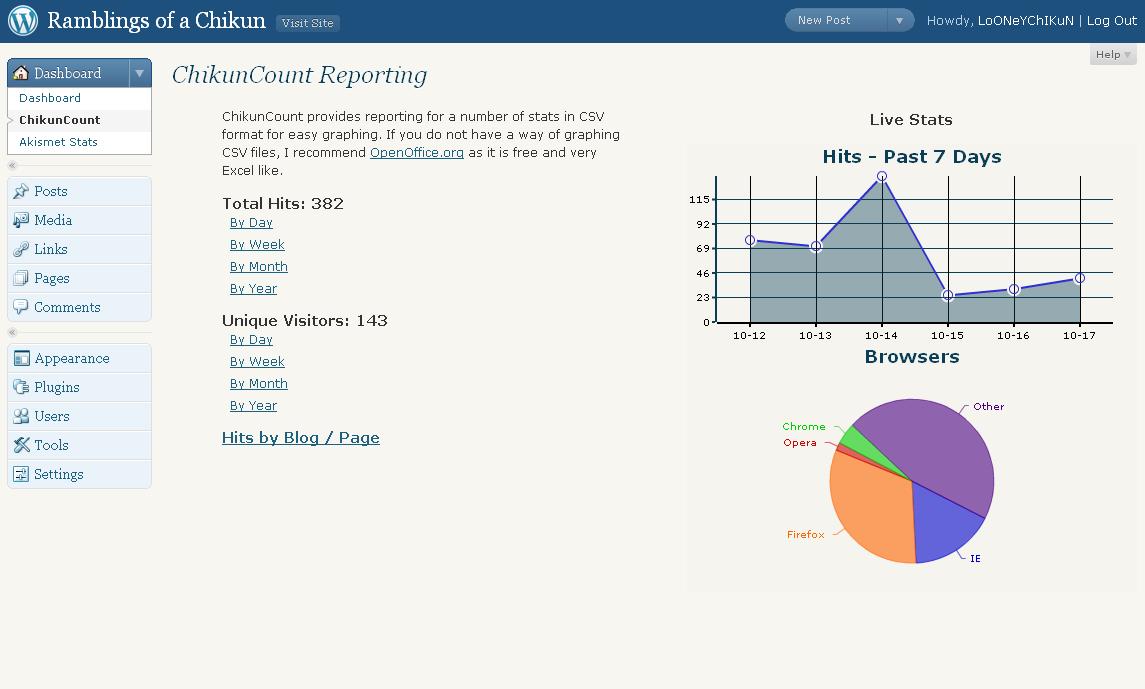 Ramblings of a Chikun
Visit Site
New Post
Howdy, LoONeYChIKuN | Log Out
Help
Dashboard
Dashboard
ChikunCount
Akismet Stats
Posts
Media
Links
Pages
Comments
Appearance
Plugins
Users
Tools
Settings
ChikunCount Reporting
ChikunCount provides reporting for a number of stats in CSV
format for easy graphing. If you do not have a way of graphing
CSV files, I recommend OpenOffice.org as it is free and very
Excel like.
Total Hits: 382
By Day
By Week
By Month
By Year
Unique Visitors: 143
By Day
By Week
By Month
By Year
Hits by Blog / Page
Live Stats
Hits - Past 7 Days
115
92
69
46
23
0
10-12 10-13 10-14 10-15 10-16 10-17
Browsers
Other
Chrome
Opera
Firefox
IE